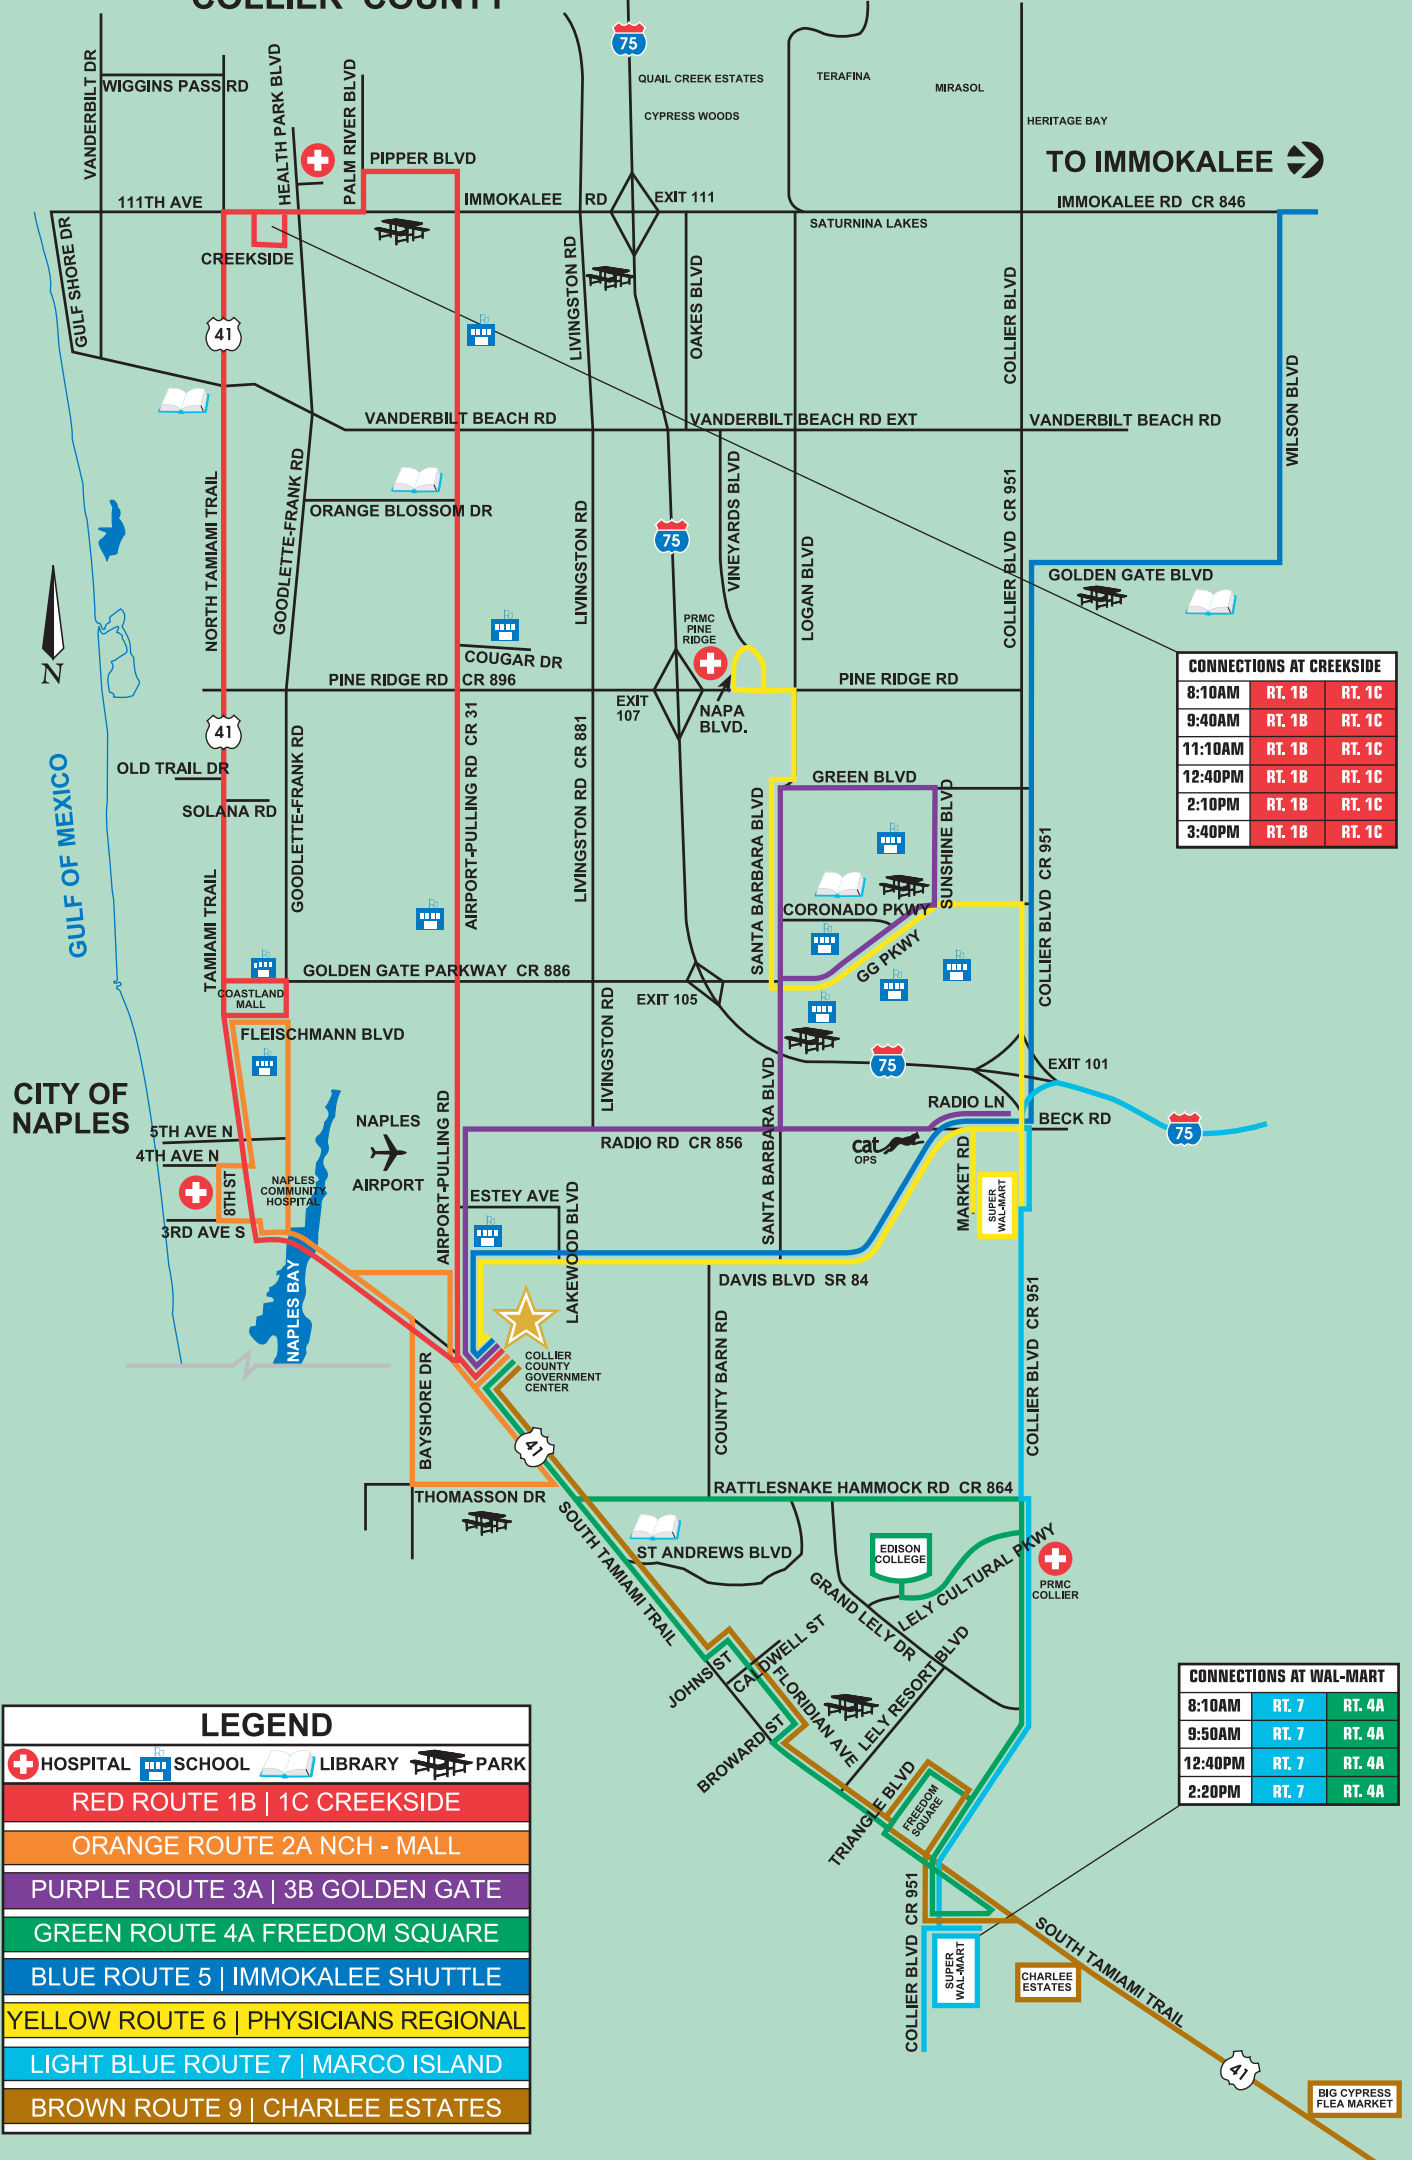 COLLIER COUNTY
75
QUAIL CREEK ESTATES
TERAFINA
MIRASOL
CYPRESS WOODS
HERITAGE BAY
VANDERBILT DR
WIGGINS PASS RD
HEALTH PARK BLVD
PALM RIVER BLVD
PIPPER BLVD
TO IMMOKALEE
111TH AVE
IMMOKALEE RD
EXIT 111
IMMOKALEE RD CR 846
SATURNINA LAKES
GULF SHORE DR
CREEKSIDE
LIVINGSTON RD
OAKES BLVD
COLLIER BLVD
41
WILSON BLVD
VANDERBILT BEACH RD
VANDERBILT BEACH RD EXT
VANDERBILT BEACH RD
NORTH TAMIAMI TRAIL
GOODLETTE-FRANK RD
ORANGE BLOSSOM DR
LIVINGSTON RD
75
VINEYARDS BLVD
LOGAN BLVD
COLLIER BLVD CR 951
GOLDEN GATE BLVD
N
COUGAR DR
PRMC
PINE
RIDGE
PINE RIDGE RD CR 896
PINE RIDGE RD
EXIT
107
NAPA
BLVD.
CONNECTIONS AT CREEKSIDE
8:10AM RT. 1B RT. 1C
9:40AM RT. 1B RT. 1C
11:10AM RT. 1B RT. 1C
12:40PM RT. 1B RT. 1C
2:10PM RT. 1B RT. 1C
3:40PM RT. 1B RT. 1C
41
GULF OF MEXICO
OLD TRAIL DR
SOLANA RD
GOODLETTE-FRANK RD
AIRPORT-PULLING RD CR 31
LIVINGSTON RD CR 881
SANTA BARBARA BLVD
GREEN BLVD
SUNSHINE BLVD
COLLIER BLVD CR 951
TAMIAMI TRAIL
CORONADO PKWY
GG PKWY
GOLDEN GATE PARKWAY CR 886
COASTLAND
MALL
EXIT 105
FLEISCHMANN BLVD
LIVINGSTON RD
75
EXIT 101
CITY OF
NAPLES
5TH AVE N
4TH AVE N
8TH ST
3RD AVE S
NAPLES
COMMUNITY
HOSPITAL
NAPLES
AIRPORT
AIRPORT-PULLING RD
RADIO RD CR 856
SANTA BARBARA BLVD
RADIO LN
BECK RD
75
cat
OPS
MARKET RD
SUPER
WAL-MART
ESTEY AVE
LAKEWOOD BLVD
DAVIS BLVD SR 84
NAPLES BAY
COLLIER
COUNTY
GOVERNMENT
CENTER
COUNTY BARN RD
COLLIER BLVD CR 951
BAYSHORE DR
41
THOMASSON DR
RATTLESNAKE HAMMOCK RD CR 864
SOUTH TAMIAMI TRAIL
ST ANDREWS BLVD
EDISON
COLLEGE
LELY CULTURAL PKWY
PRMC
COLLIER
GRAND LELY DR
LELY RESORT BLVD
JOHNS ST
CALDWELL ST
FLORIDIAN AVE
BROWARD ST
TRIANGLE BLVD
FREEDOM
SQUARE
CONNECTIONS AT WAL-MART
8:10AM RT. 7 RT. 4A
9:50AM RT. 7 RT. 4A
12:40PM RT. 7 RT. 4A
2:20PM RT. 7 RT. 4A
COLLIER BLVD CR 951
SUPER
WAL-MART
CHARLEE
ESTATES
SOUTH TAMIAMI TRAIL
41
BIG CYPRESS
FLEA MARKET
LEGEND
HOSPITAL SCHOOL LIBRARY PARK
RED ROUTE 1B | 1C CREEKSIDE
ORANGE ROUTE 2A NCH - MALL
PURPLE ROUTE 3A | 3B GOLDEN GATE
GREEN ROUTE 4A FREEDOM SQUARE
BLUE ROUTE 5 | IMMOKALEE SHUTTLE
YELLOW ROUTE 6 | PHYSICIANS REGIONAL
LIGHT BLUE ROUTE 7 | MARCO ISLAND
BROWN ROUTE 9 | CHARLEE ESTATES